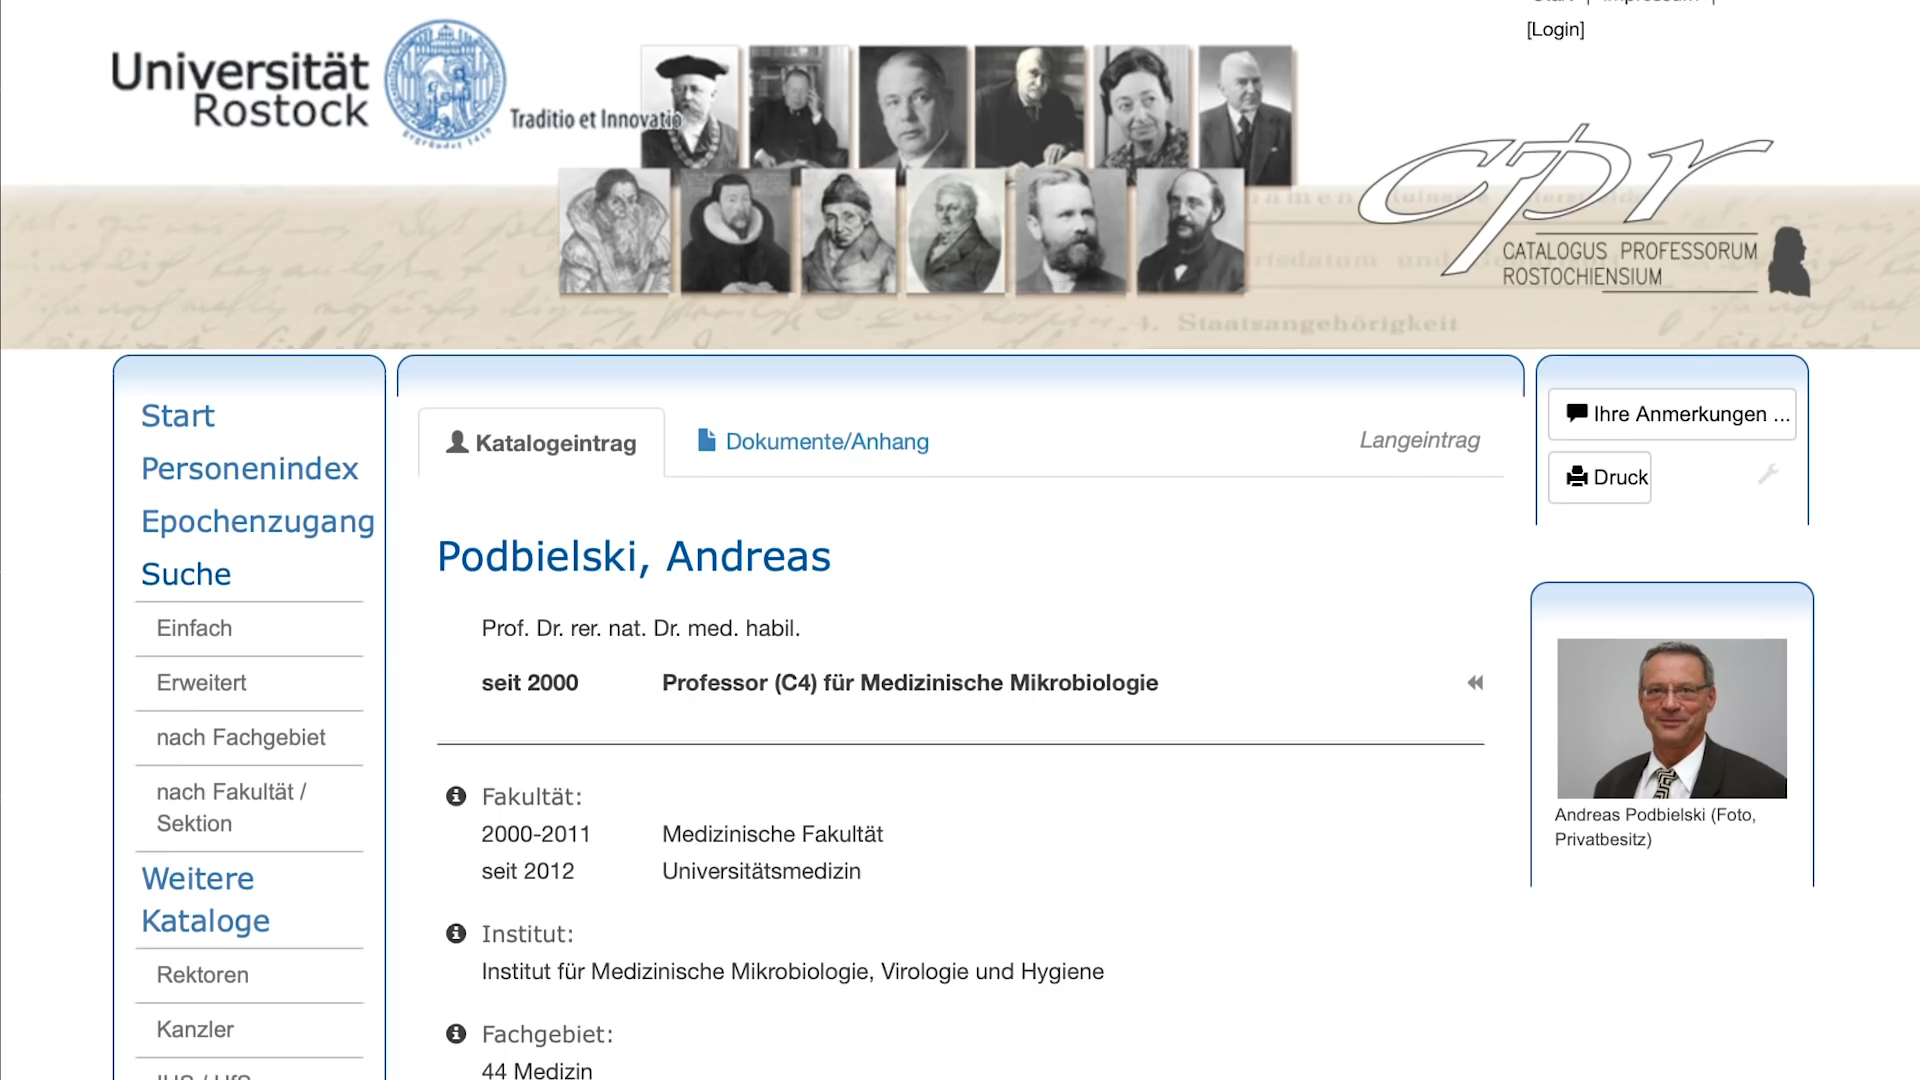 [Login]
Universität
Rostock
Traditio et Innovatio
cpr
CATALOGUS PROFESSORUM
ROSTOCHIENSIUM
4. Staatsangehörigkeit
Start
Personenindex
Epochenzugang
Suche
Einfach
Erweitert
nach Fachgebiet
nach Fakultät /
Sektion
Weitere
Kataloge
Rektoren
Kanzler
Katalogeintrag
Dokumente/Anhang
Langeintrag
Podbielski, Andreas
Prof. Dr. rer. nat. Dr. med. habil.
seit 2000 Professor (C4) für Medizinische Mikrobiologie
Fakultät:
2000-2011 Medizinische Fakultät
seit 2012 Universitätsmedizin
Institut:
Institut für Medizinische Mikrobiologie, Virologie und Hygiene
Fachgebiet:
44 Medizin
Ihre Anmerkungen ...
Druck
Andreas Podbielski (Foto,
Privatbesitz)